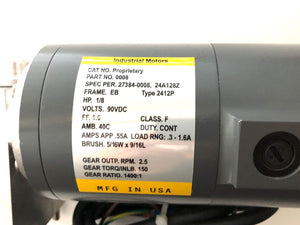 Industrial Motors
CAT NO. Proprietary
PART NO. 0008
SPEC PER. 27384-0008, 24A128Z
FRAME. EB Type 2412P
HP. 1/8
VOLTS. 90VDC
FF. 1.0 CLASS. F
AMB. 40C DUTY. CONT
AMPS APP .55A LOAD RNG: .3 - 1.6A
BRUSH. 5/16W x 9/16L
GEAR OUTP. RPM. 2.5
GEAR TORQ/INLB. 150
GEAR RATIO. 1400:1
MFG IN USA